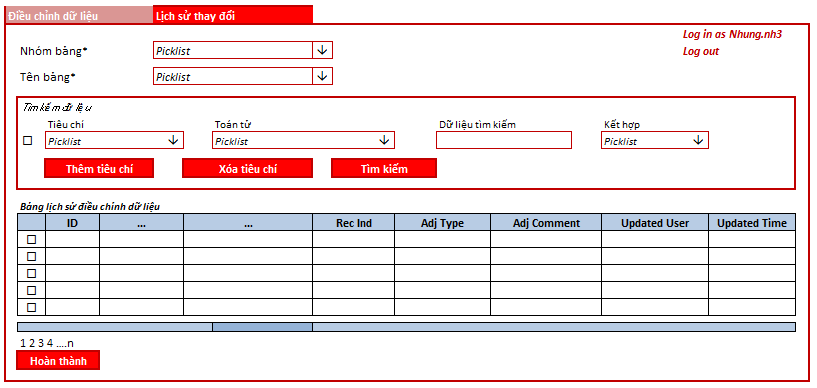 Điều chỉnh dữ liệu Lịch sử thay đổi
Log in as Nhung.nh3
Nhóm bảng* Picklist
Log out
Tên bảng* Picklist
Tìm kiếm dữ liệu
Tiêu chí Toán tử Dữ liệu tìm kiếm Kết hợp
Picklist Picklist Picklist
Thêm tiêu chí Xóa tiêu chí Tìm kiếm
Bảng lịch sử điều chỉnh dữ liệu
ID ... ... Rec Ind Adj Type Adj Comment Updated User Updated Time
1 2 3 4 ....n
Hoàn thành